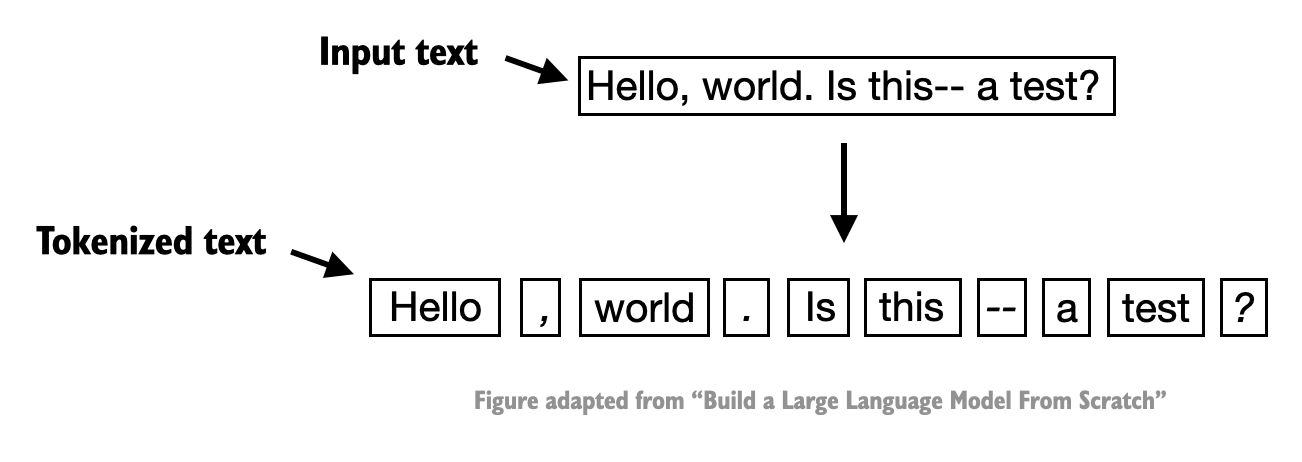 Input text
Hello, world. Is this-- a test?
Tokenized text
Hello , world . Is this -- a test ?
Figure adapted from “Build a Large Language Model From Scratch”